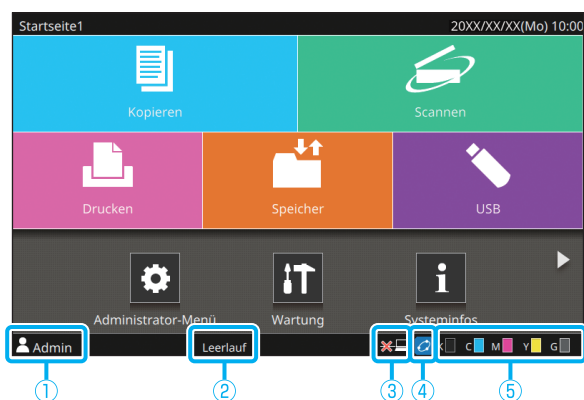 Startseite1 20XX/XX/XX(Mo) 10:00
Kopieren Scannen
Drucken Speicher USB
Administrator-Menü Wartung Systeminfos
Admin Leerlauf K C M Y G
① ② ③ ④ ⑤